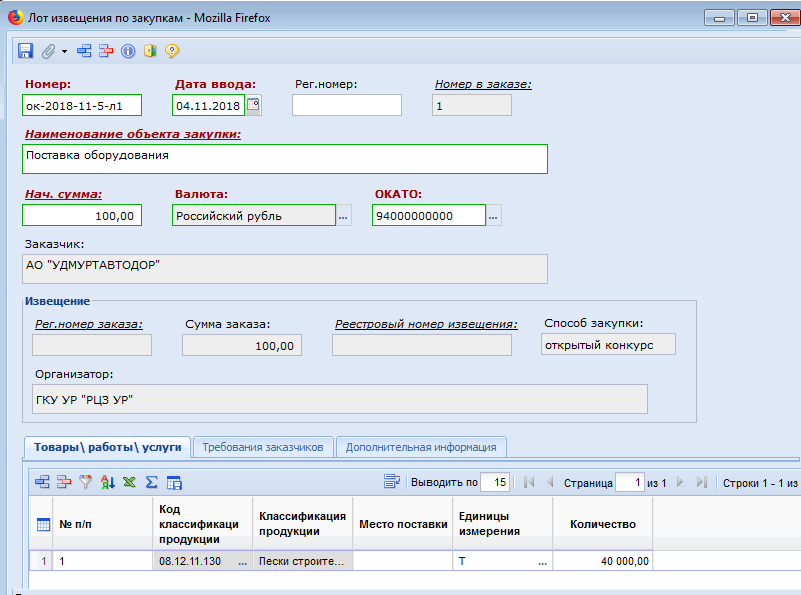 Лот извещения по закупкам - Mozilla Firefox
Номер: Дата ввода: Рег.номер: Номер в заказе:
ок-2018-11-5-л1 04.11.2018 1
Наименование объекта закупки:
Поставка оборудования
Нач. сумма: Валюта: ОКАТО:
100,00 Российский рубль ... 94000000000 ...
Заказчик:
АО "УДМУРТАВТОДОР"
Извещение
Рег.номер заказа: Сумма заказа: Реестровый номер извещения: Способ закупки:
100,00 открытый конкурс
Организатор:
ГКУ УР "РЦЗ УР"
Товары\ работы\ услуги Требования заказчиков Дополнительная информация
Выводить по 15 Страница 1 из 1 Строки 1 - 1 из
№ п/п Код классификаци продукции Классификация продукции Место поставки Единицы измерения Количество
1 1 08.12.11.130 ... Пески строите... Т ... 40 000,00